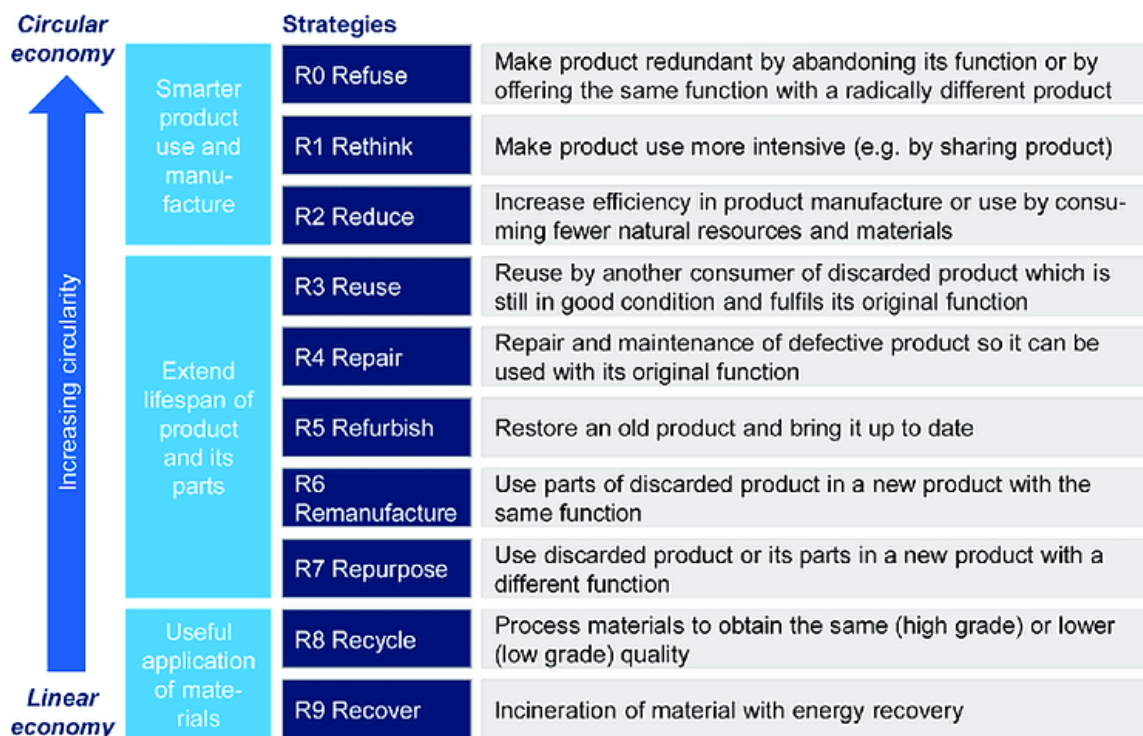 Circular
economy
Strategies
Increasing circularity
Smarter
product
use and
manu-
facture
R0 Refuse
Make product redundant by abandoning its function or by
offering the same function with a radically different product
R1 Rethink
Make product use more intensive (e.g. by sharing product)
R2 Reduce
Increase efficiency in product manufacture or use by consu-
ming fewer natural resources and materials
Extend
lifespan of
product
and its
parts
R3 Reuse
Reuse by another consumer of discarded product which is
still in good condition and fulfils its original function
R4 Repair
Repair and maintenance of defective product so it can be
used with its original function
R5 Refurbish
Restore an old product and bring it up to date
R6
Remanufacture
Use parts of discarded product in a new product with the
same function
R7 Repurpose
Use discarded product or its parts in a new product with a
different function
Useful
application
of mate-
rials
R8 Recycle
Process materials to obtain the same (high grade) or lower
(low grade) quality
R9 Recover
Incineration of material with energy recovery
Linear
economy